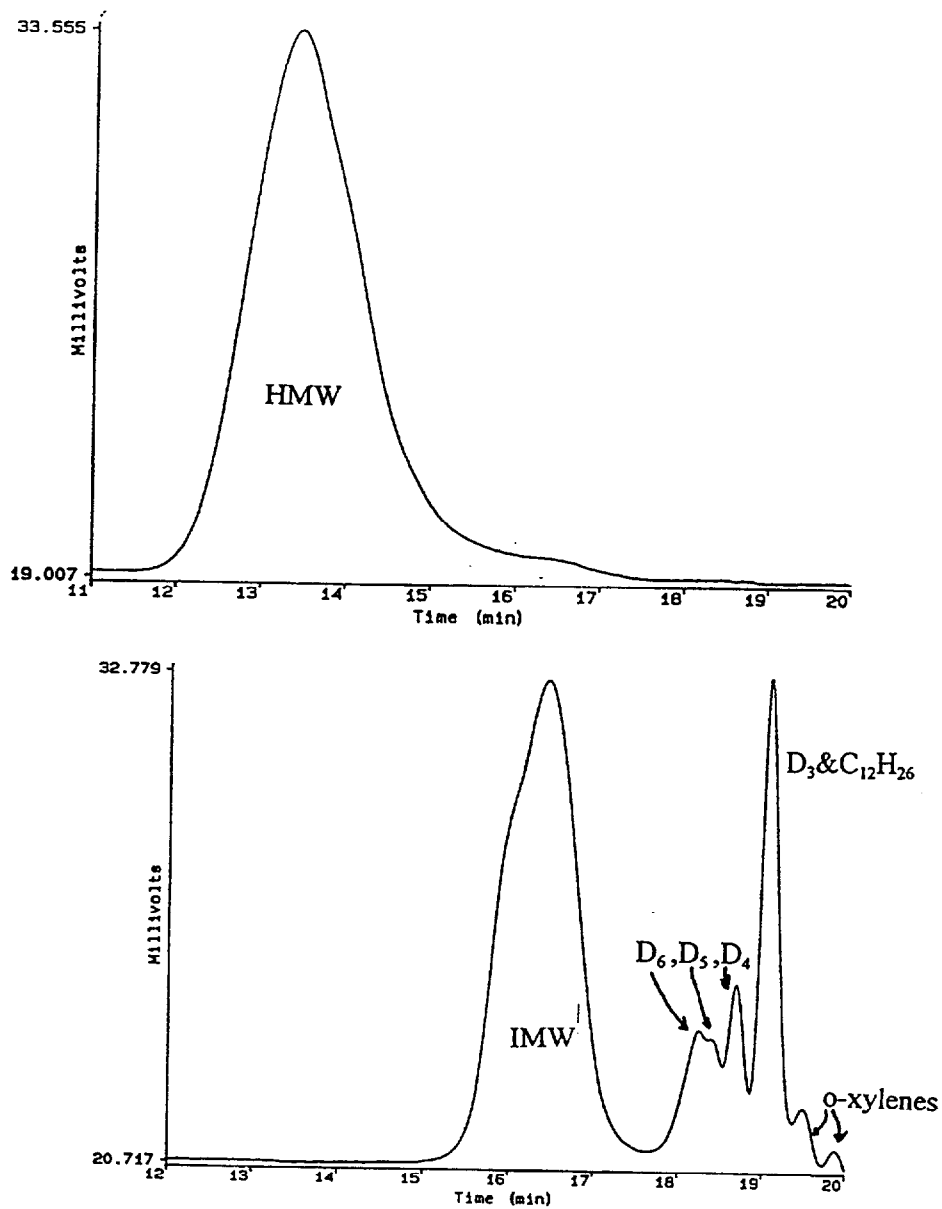 33.555
Millivolts
HMW
19.007
11 12 13 14 15 16 17 18 19 20
Time (min)
32.779
D₃&C₁₂H₂₆
Millivolts
D₆,D₅,D₄
IMW
o-xylenes
20.717
12 13 14 15 16 17 18 19 20
Time (min)